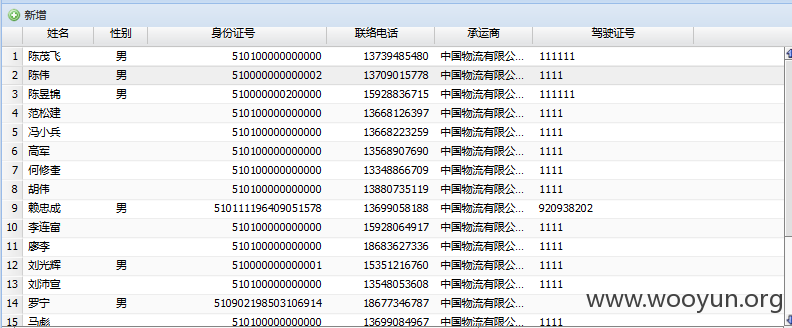 新增
姓名 性别 身份证号 联络电话 承运商 驾驶证号
1 陈茂飞 男 510100000000000 13739485480 中国物流有限公... 111111
2 陈伟 男 510000000000002 13709015778 中国物流有限公... 1111
3 陈昱锦 男 510000000200000 15928836715 中国物流有限公... 111111
4 范松建 510100000000000 13668126397 中国物流有限公... 1111
5 冯小兵 510100000000000 13668223259 中国物流有限公... 1111
6 高军 510100000000000 13568907690 中国物流有限公... 1111
7 何修奎 510100000000000 13348866709 中国物流有限公... 1111
8 胡伟 510100000000000 13880735119 中国物流有限公... 1111
9 赖忠成 男 510111196409051578 13699058188 中国物流有限公... 920938202
10 李连富 510100000000000 15928064917 中国物流有限公... 1111
11 廖李 510100000000000 18683627336 中国物流有限公... 1111
12 刘光辉 男 510000000000001 15351216760 中国物流有限公... 1111
13 刘沛宣 510100000000000 13548053608 中国物流有限公... 1111
14 罗宁 男 510902198503106914 18677346787 中国物流有限公...
www.wooyun.org
15 马彪 510100000000000 13699084967 中国物流有限公... 1111